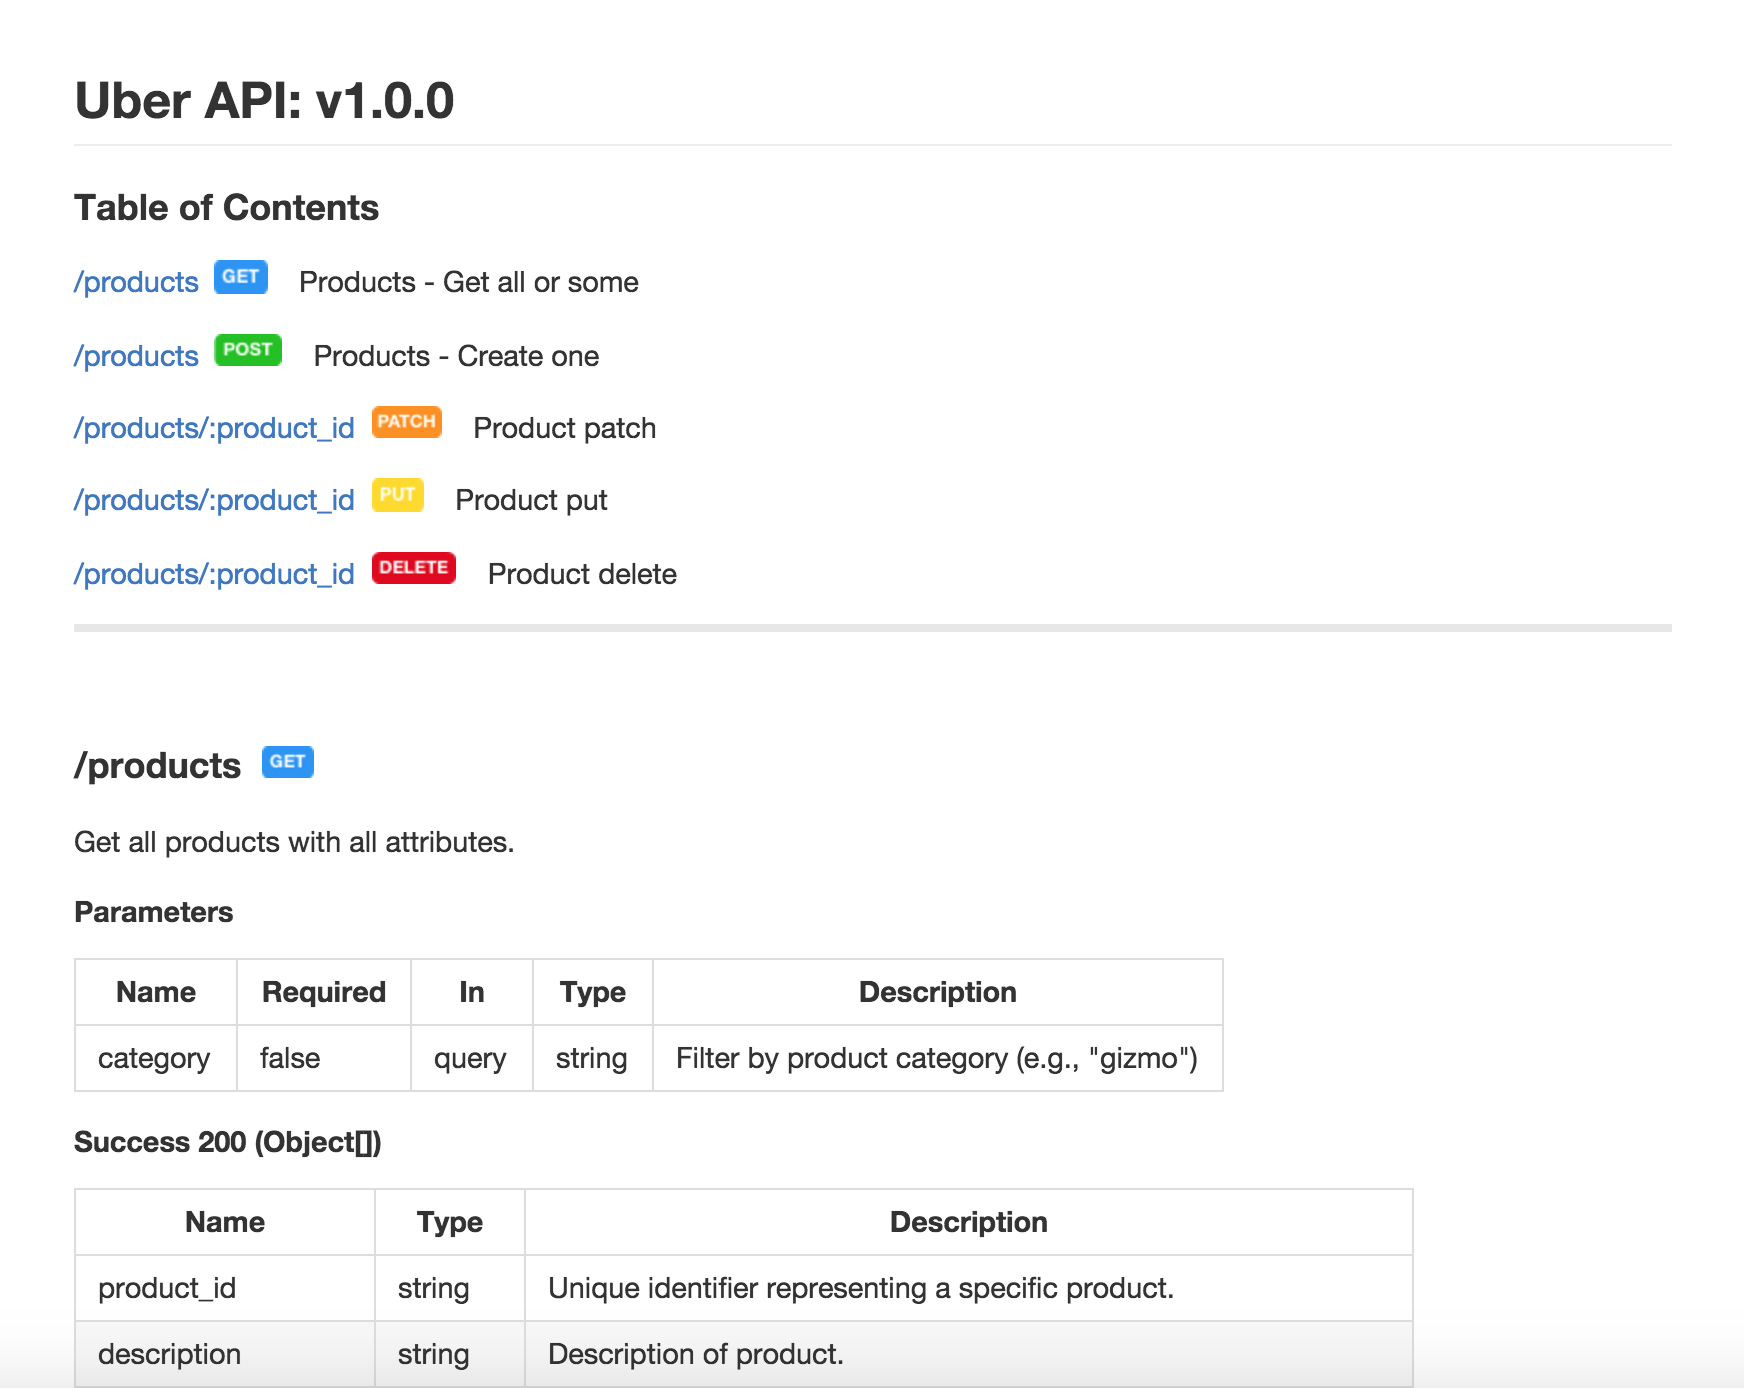 Uber API: v1.0.0
Table of Contents
/products GET Products - Get all or some
/products POST Products - Create one
/products/:product_id PATCH Product patch
/products/:product_id PUT Product put
/products/:product_id DELETE Product delete
/products GET
Get all products with all attributes.
Parameters
Name Required In Type Description
category false query string Filter by product category (e.g., "gizmo")
Success 200 (Object[])
Name Type Description
product_id string Unique identifier representing a specific product.
description string Description of product.